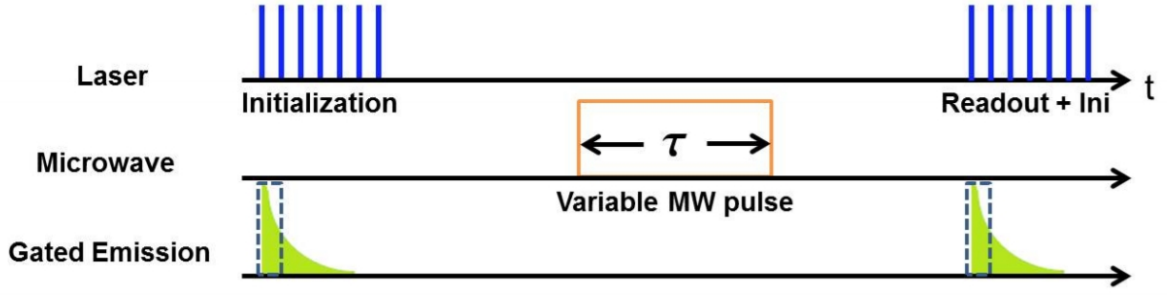 Laser
Initialization
Readout + Ini
t
Microwave
τ
Variable MW pulse
Gated Emission